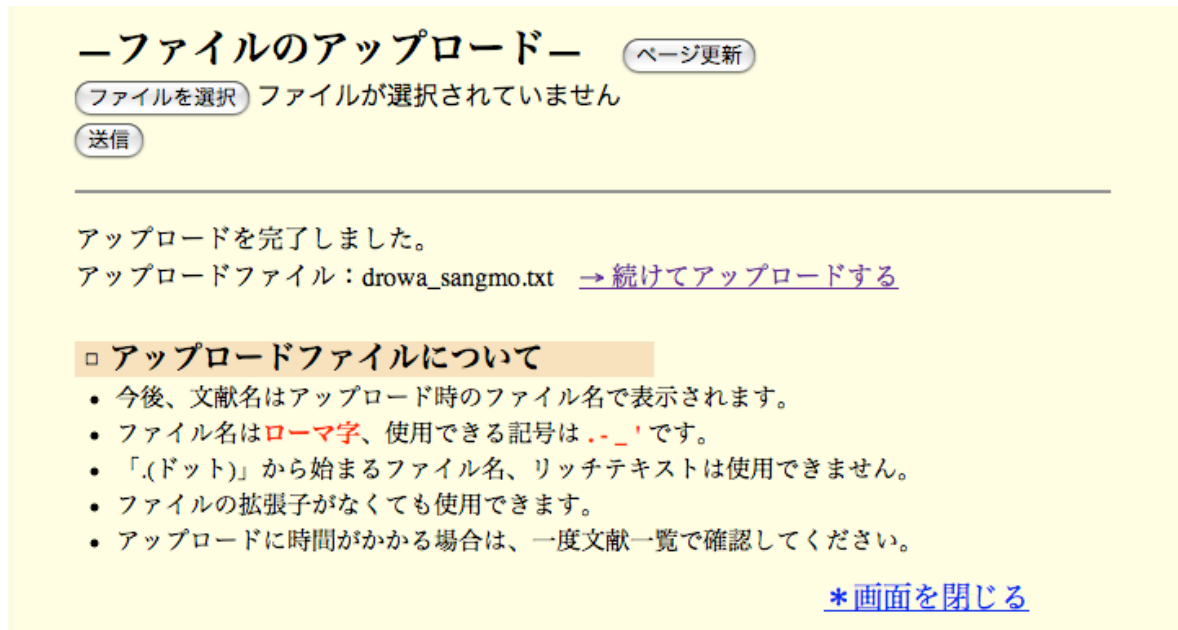 —ファイルのアップロード— ページ更新
ファイルを選択 ファイルが選択されていません
送信
アップロードを完了しました。
アップロードファイル：drowa_sangmo.txt →続けてアップロードする
▫ アップロードファイルについて
• 今後、文献名はアップロード時のファイル名で表示されます。
• ファイル名はローマ字、使用できる記号は . - _ ' です。
• 「.(ドット)」から始まるファイル名、リッチテキストは使用できません。
• ファイルの拡張子がなくても使用できます。
• アップロードに時間がかかる場合は、一度文献一覧で確認してください。
＊画面を閉じる